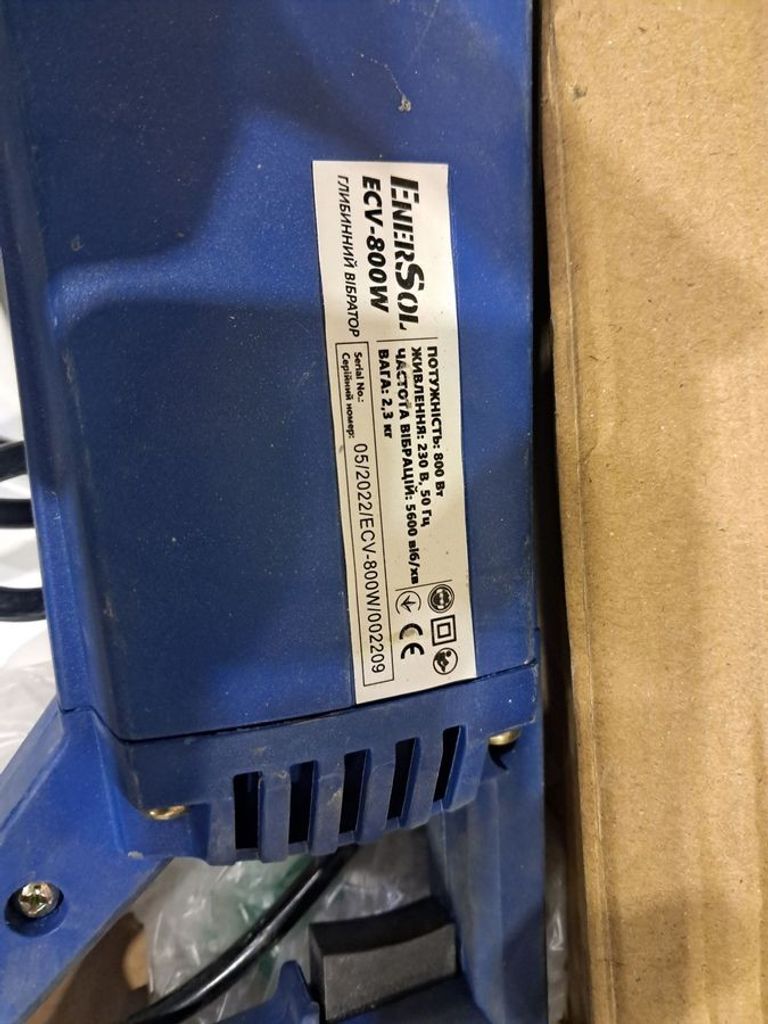 ENERSOL
ECV-800W
ГЛИБИННИЙ ВІБРАТОР
ПОТУЖНІСТЬ: 800 Вт
ЖИВЛЕННЯ: 230 В, 50 Гц
ЧАСТОТА ВІБРАЦІЙ: 5600 віб/хв
ВАГА: 2,3 кг
CE
Serial No.:
Серійний номер: 05/2022/ECV-800W/002209